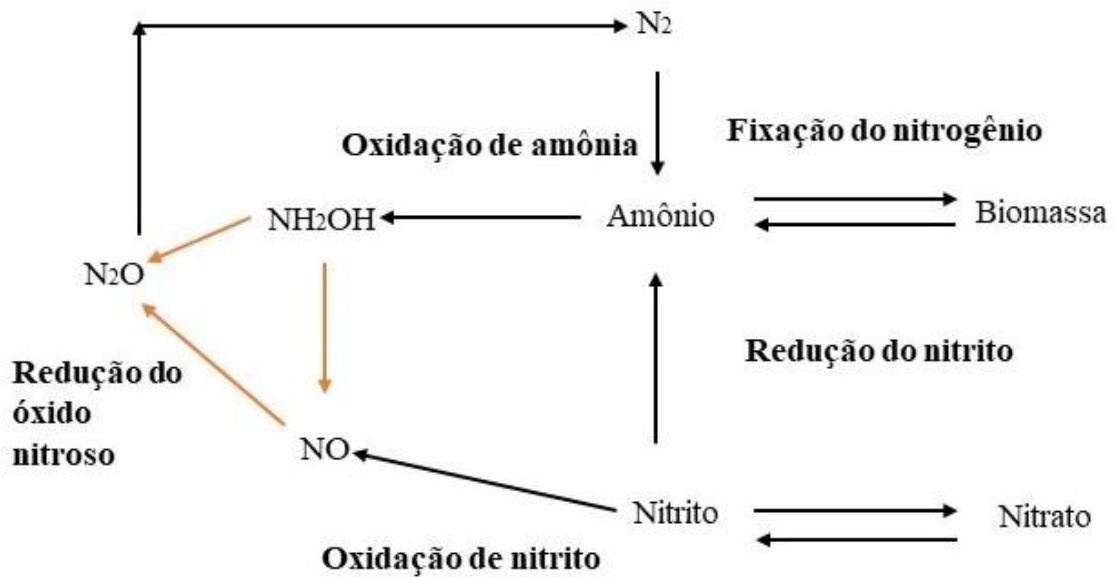 N2
Fixação do nitrogênio
Oxidação de amônia
NH2OH
Amônio
Biomassa
N2O
Redução do nitrito
Redução do
óxido
nitroso
NO
Nitrito
Nitrato
Oxidação de nitrito